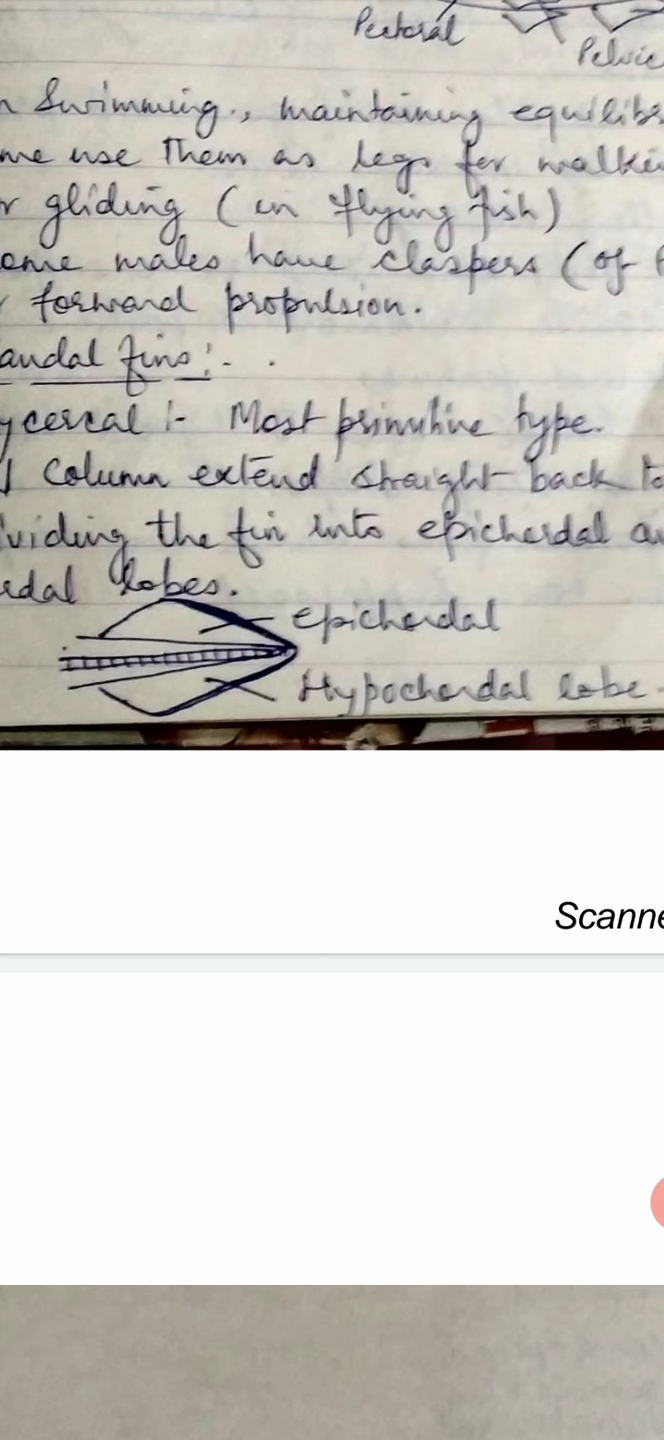 Pectoral
Pelvic
n Swimming., maintaining equilib
me use Them as legs for walki
r gliding ( in flying fish )
ome males have claspers ( of
forward propulsion.
audal fins :-
ycercal :- Most primitive type.
l Column extend straight back to
ividing the fin into epichordal a
rdal lobes.
epichordal
Hypochordal lobe
Scanne